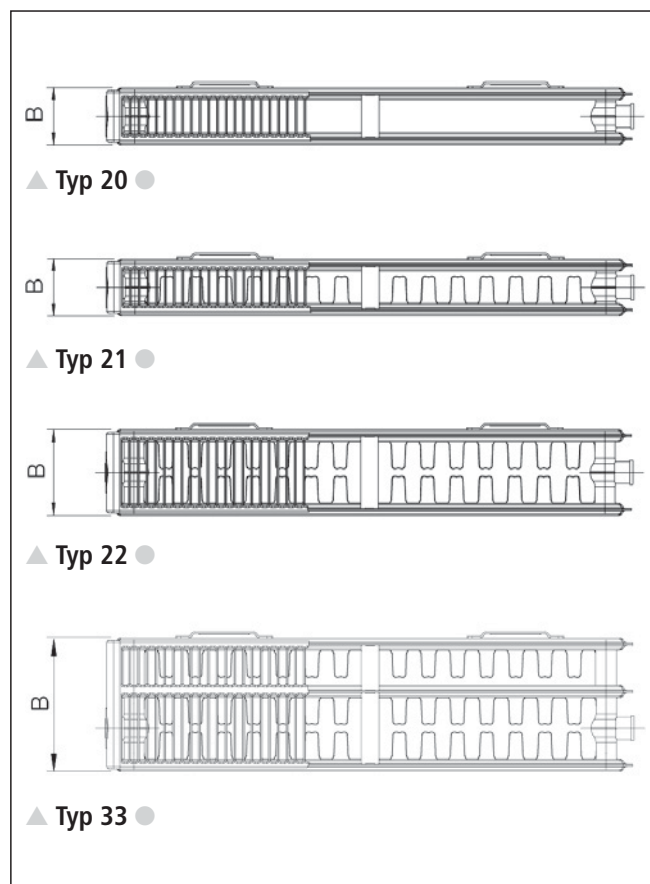 B
▲ Typ 20 ●
B
▲ Typ 21 ●
B
▲ Typ 22 ●
B
▲ Typ 33 ●